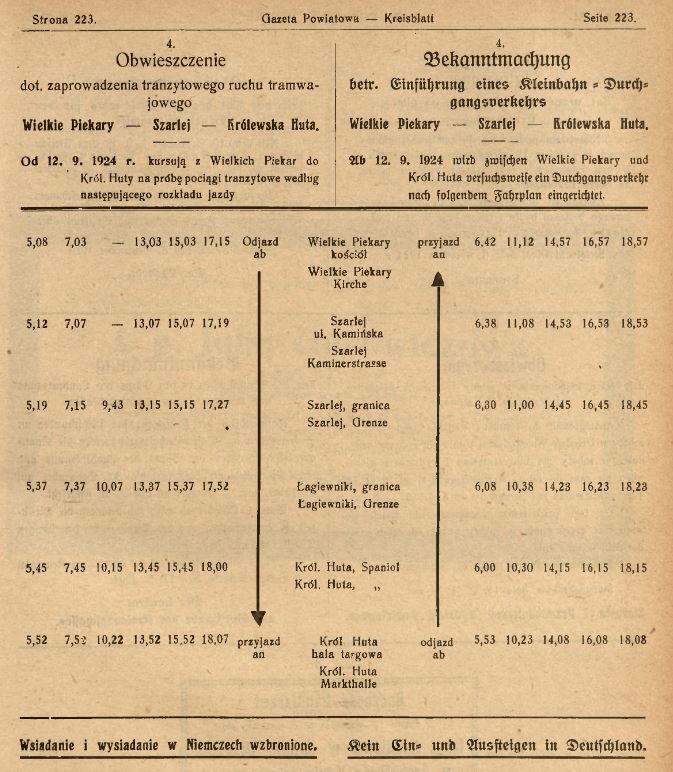 Strona 223. Gazeta Powiatowa — Kreisblatt Seite 223.
4.
Obwieszczenie
dot. zaprowadzenia tranzytowego ruchu tramwa-
jowego
Wielkie Piekary — Szarlej — Królewska Huta.
Od 12. 9. 1924 r. kursują z Wielkich Piekar do
Król. Huty na próbę pociągi tranzytowe według
następującego rozkładu jazdy
4.
Bekanntmachung
betr. Einführung eines Kleinbahn-Durch-
gangsverkehrs
Wielkie Piekary — Szarlej — Królewska Huta.
Ab 12. 9. 1924 wird zwischen Wielkie Piekary und
Król. Huta versuchsweise ein Durchgangsverkehr
nach folgendem Fahrplan eingerichtet.
5,08 7,03 — 13,03 15,03 17,15 Odjazd Wielkie Piekary przyjazd 6,42 11,12 14,57 16,57 18,57
ab kościół an
Wielkie Piekary
Kirche
5,12 7,07 — 13,07 15,07 17,19 Szarlej 6,38 11,08 14,53 16,53 18,53
ul. Kamińska
Szarlej
Kaminerstrasse
5,19 7,15 9,43 13,15 15,15 17,27 Szarlej, granica 6,30 11,00 14,45 16,45 18,45
Szarlej, Grenze
5,37 7,37 10,07 13,37 15,37 17,52 Łagiewniki, granica 6,08 10,38 14,23 16,23 18,23
Łagiewniki, Grenze
5,45 7,45 10,15 13,45 15,45 18,00 Król. Huta, Spaniol 6,00 10,30 14,15 16,15 18,15
Król. Huta, „
5,52 7,52 10,22 13,52 15,52 18,07 przyjazd Król Huta odjazd 5,53 10,23 14,08 16,08 18,08
an hala targowa ab
Król. Huta
Markthalle
Wsiadanie i wysiadanie w Niemczech wzbronione.
Kein Ein- und Aussteigen in Deutschland.